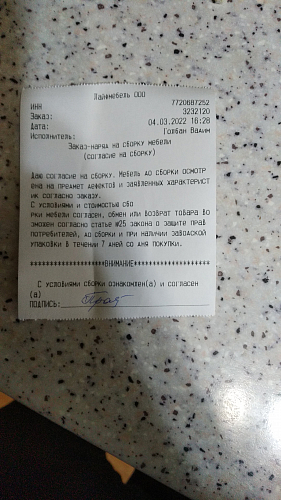 Лайфмебель ООО
ИНН 7720687252
Заказ: 3232120
Дата: 04.03.2022 16:28
Исполнитель: Голбан Вадим
Заказ-наряд на сборку мебели
(согласие на сборку)
Даю согласие на сборку. Мебель до сборки осмотр
ена на предмет дефектов и заявленных характерист
ик согласно заказу.
С условиями и стоимостью сбо
рки мебели согласен, обмен или возврат товара во
зможен согласно статье №25 закона о защите прав
потребителей, до сборки и при наличии заводской
упаковки в течении 7 дней со дня покупки.
********************ВНИМАНИЕ********************
С условиями сборки ознакомлен(а) и согласен
(а)
ПОДПИСЬ: